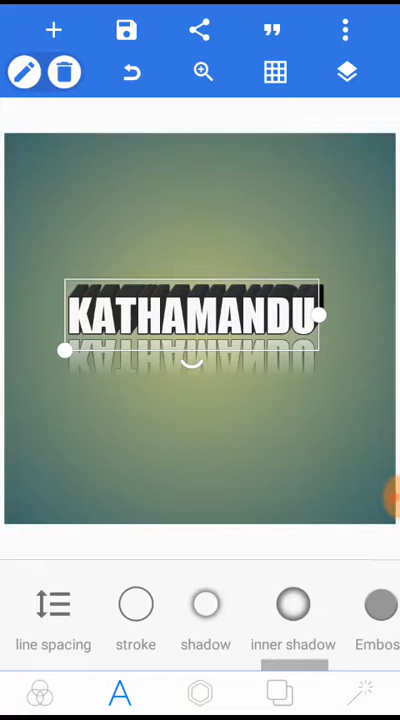 KATHAMANDU
line spacing
stroke
shadow
inner shadow
Embos